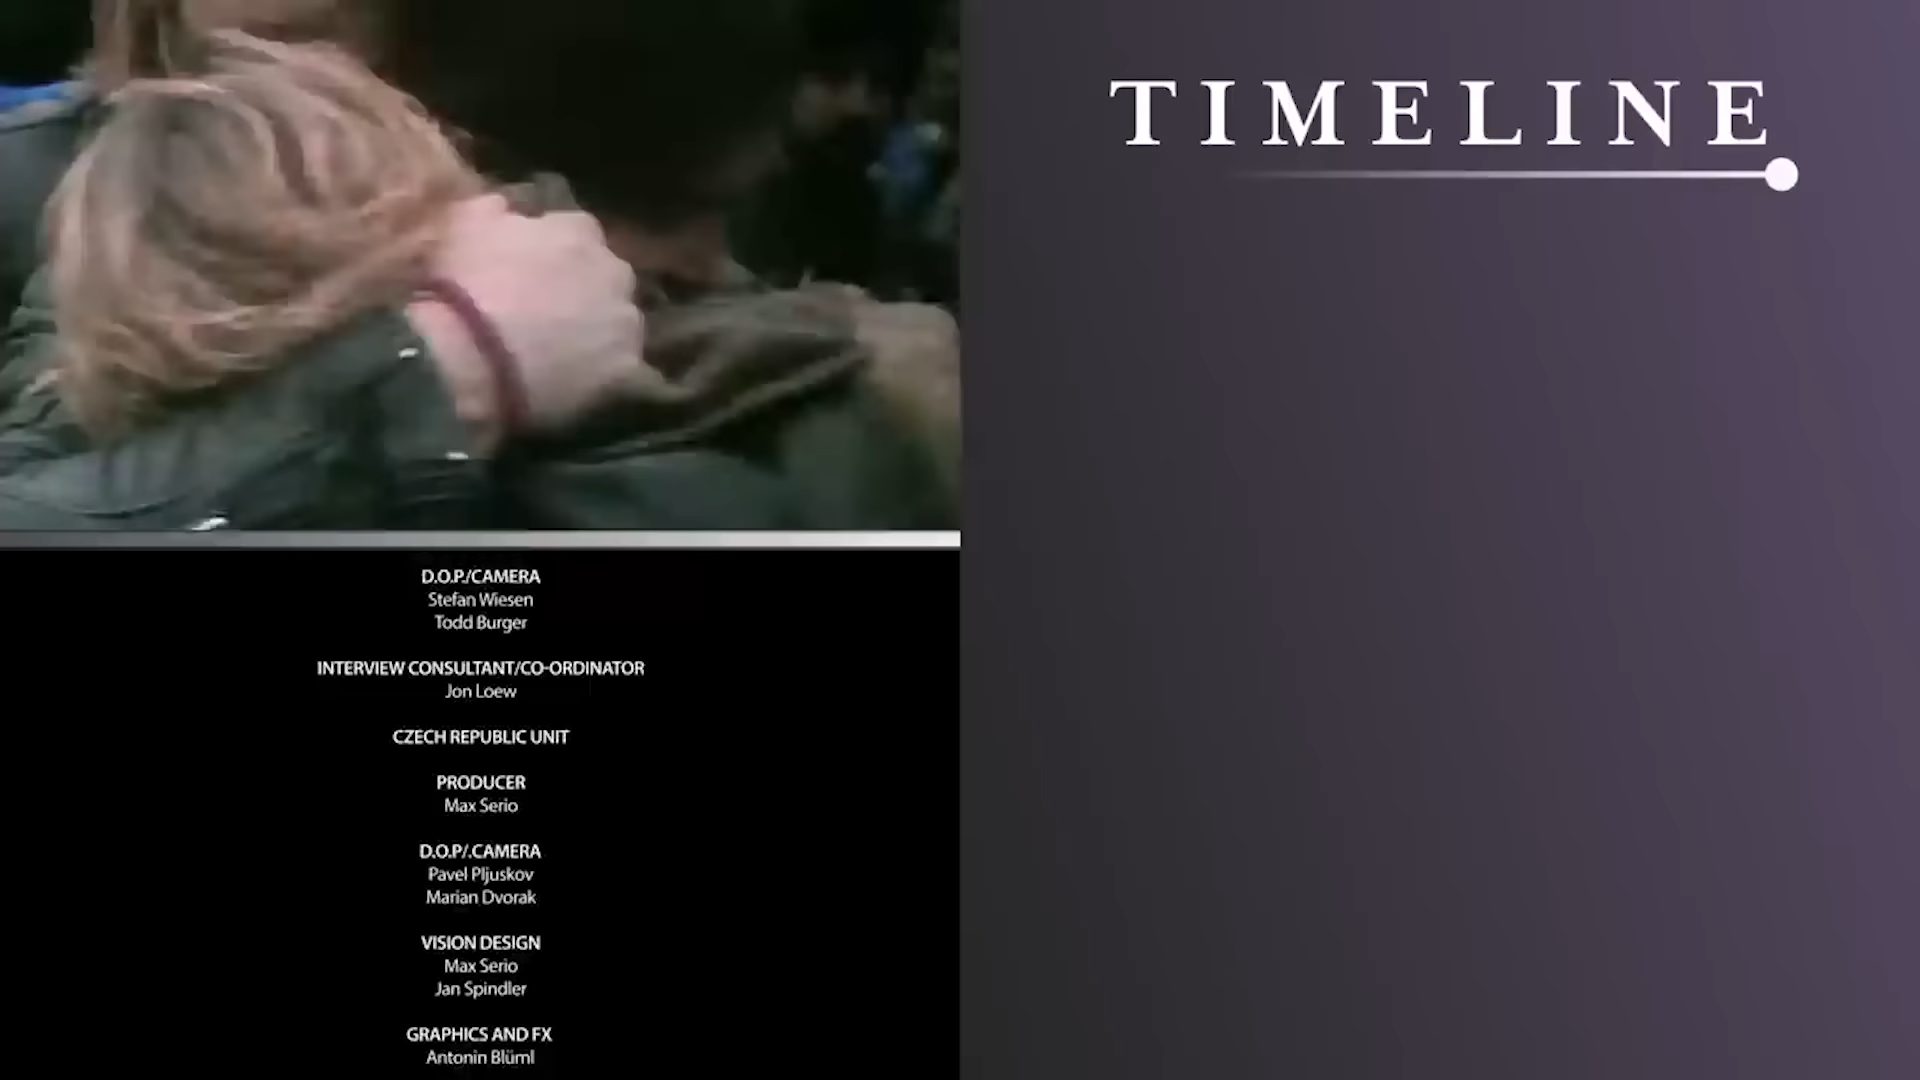 TIMELINE
D.O.P./CAMERA
Stefan Wiesen
Todd Burger
INTERVIEW CONSULTANT/CO-ORDINATOR
Jon Loew
CZECH REPUBLIC UNIT
PRODUCER
Max Serio
D.O.P/.CAMERA
Pavel Pljuskov
Marian Dvorak
VISION DESIGN
Max Serio
Jan Spindler
GRAPHICS AND FX
Antonin Blüml